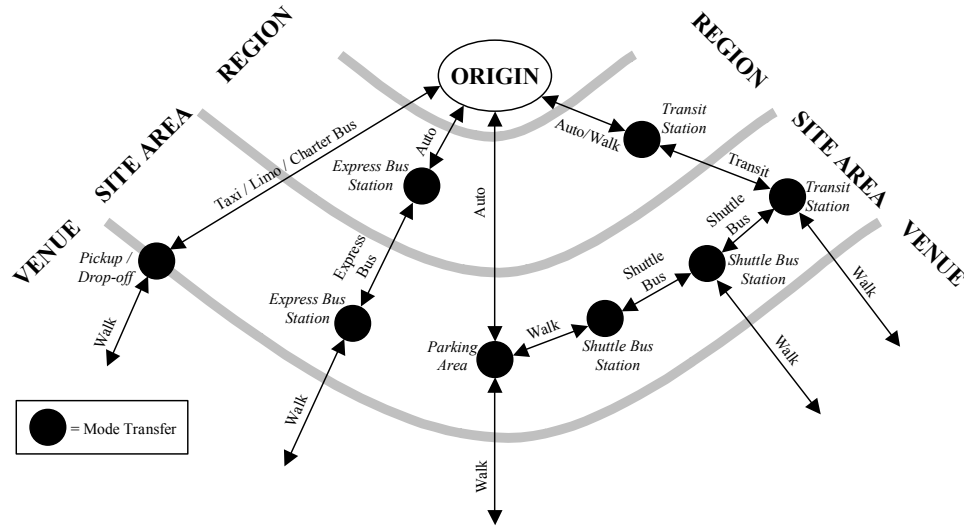 REGION
ORIGIN
REGION
SITE AREA
SITE AREA
VENUE
VENUE
Taxi / Limo / Charter Bus
Auto
Auto/Walk
Transit
Station
Express Bus
Station
Auto
Transit
Transit
Station
Pickup /
Drop-off
Express
Bus
Shuttle
Bus
Shuttle
Bus
Shuttle Bus
Station
Walk
Express Bus
Station
Parking
Area
Walk
Shuttle Bus
Station
Walk
Walk
Walk
Walk
= Mode Transfer